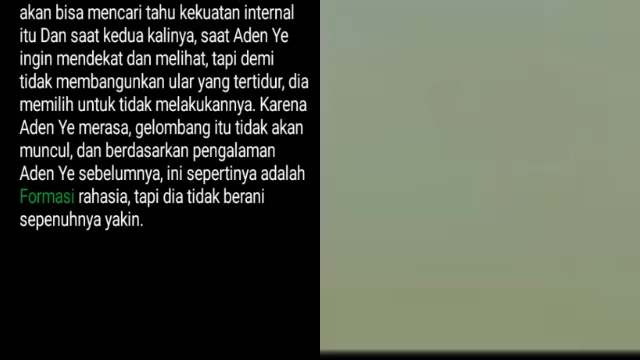 akan bisa mencari tahu kekuatan internal
itu Dan saat kedua kalinya, saat Aden Ye
ingin mendekat dan melihat, tapi demi
tidak membangunkan ular yang tertidur, dia
memilih untuk tidak melakukannya. Karena
Aden Ye merasa, gelombang itu tidak akan
muncul, dan berdasarkan pengalaman
Aden Ye sebelumnya, ini sepertinya adalah
Formasi rahasia, tapi dia tidak berani
sepenuhnya yakin.